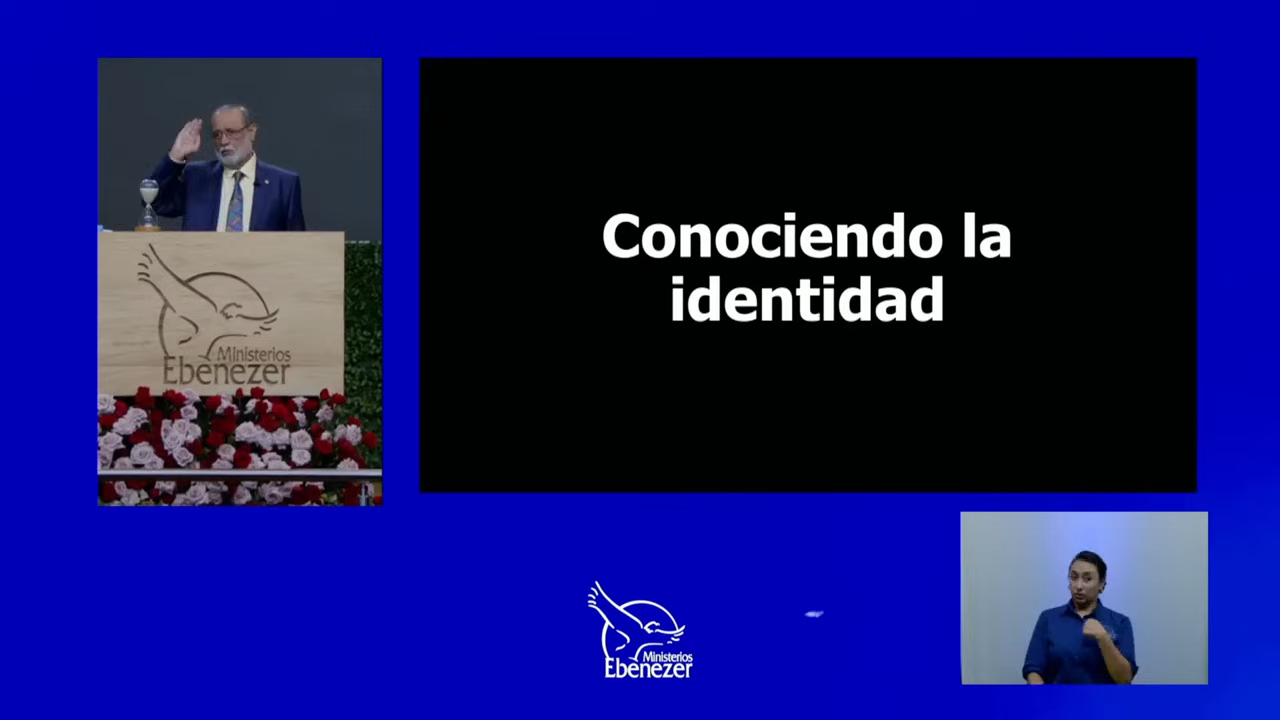 Conociendo la
identidad
Ministerios
Ebenezer
Ministerios
Ebenezer